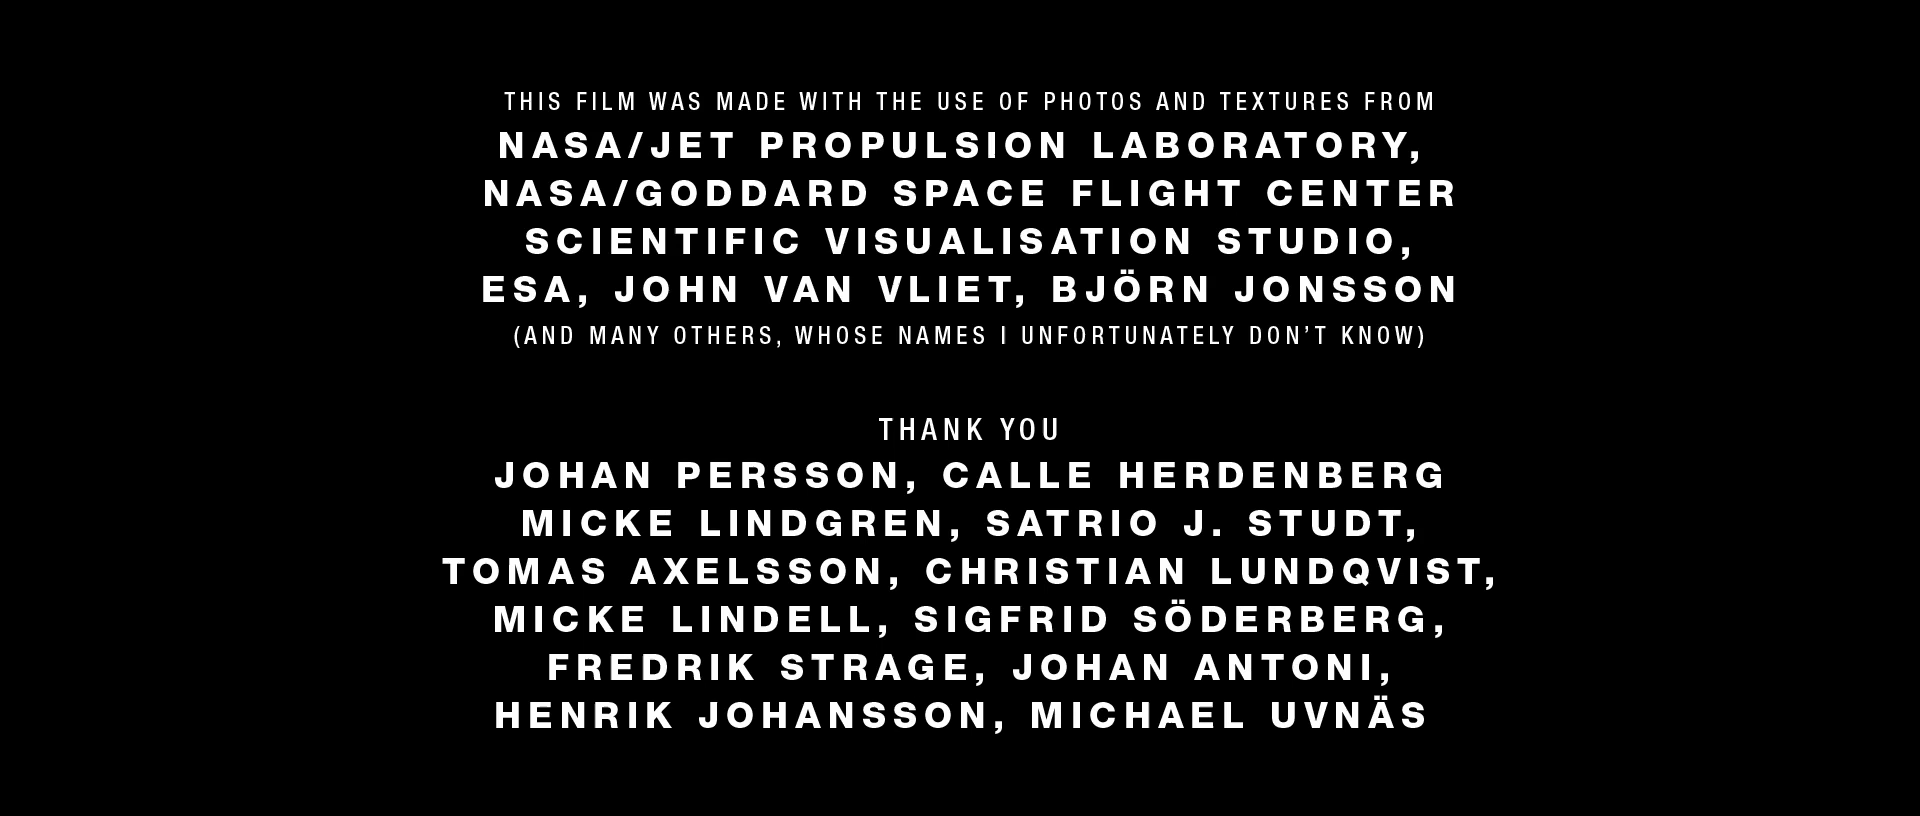 THIS FILM WAS MADE WITH THE USE OF PHOTOS AND TEXTURES FROM
NASA/JET PROPULSION LABORATORY,
NASA/GODDARD SPACE FLIGHT CENTER
SCIENTIFIC VISUALISATION STUDIO,
ESA, JOHN VAN VLIET, BJÖRN JONSSON
(AND MANY OTHERS, WHOSE NAMES I UNFORTUNATELY DON’T KNOW)
THANK YOU
JOHAN PERSSON, CALLE HERDENBERG
MICKE LINDGREN, SATRIO J. STUDT,
TOMAS AXELSSON, CHRISTIAN LUNDQVIST,
MICKE LINDELL, SIGFRID SÖDERBERG,
FREDRIK STRAGE, JOHAN ANTONI,
HENRIK JOHANSSON, MICHAEL UVNÄS